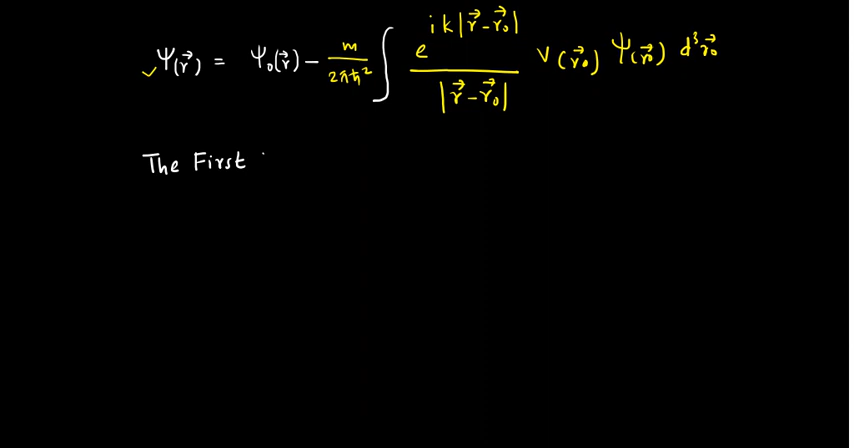 ψ(r⃗) = ψ₀(r⃗) − m/2πħ² ∫ e^{ik|r⃗−r⃗₀|}/|r⃗−r⃗₀| V(r⃗₀) ψ(r⃗₀) d³r⃗₀
The First